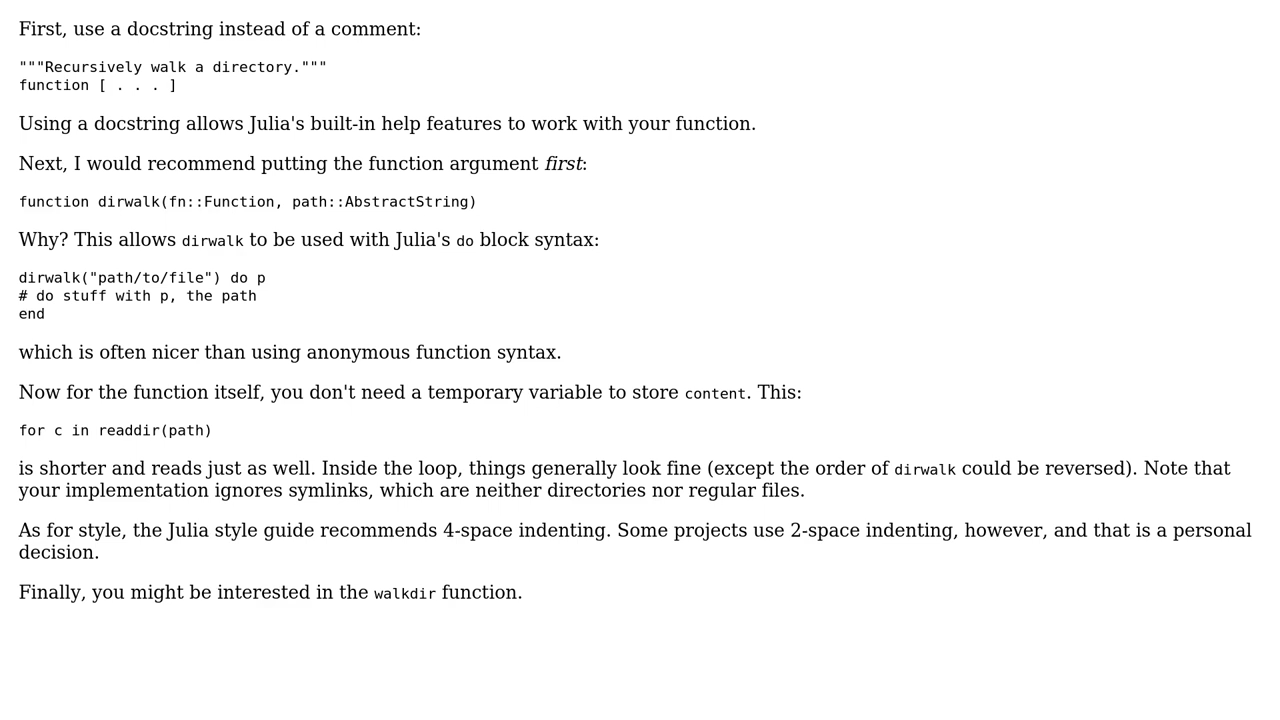 First, use a docstring instead of a comment:
"""Recursively walk a directory."""
function [ . . . ]
Using a docstring allows Julia's built-in help features to work with your function.
Next, I would recommend putting the function argument first:
function dirwalk(fn::Function, path::AbstractString)
Why? This allows dirwalk to be used with Julia's do block syntax:
dirwalk("path/to/file") do p
# do stuff with p, the path
end
which is often nicer than using anonymous function syntax.
Now for the function itself, you don't need a temporary variable to store content. This:
for c in readdir(path)
is shorter and reads just as well. Inside the loop, things generally look fine (except the order of dirwalk could be reversed). Note that
your implementation ignores symlinks, which are neither directories nor regular files.
As for style, the Julia style guide recommends 4-space indenting. Some projects use 2-space indenting, however, and that is a personal
decision.
Finally, you might be interested in the walkdir function.